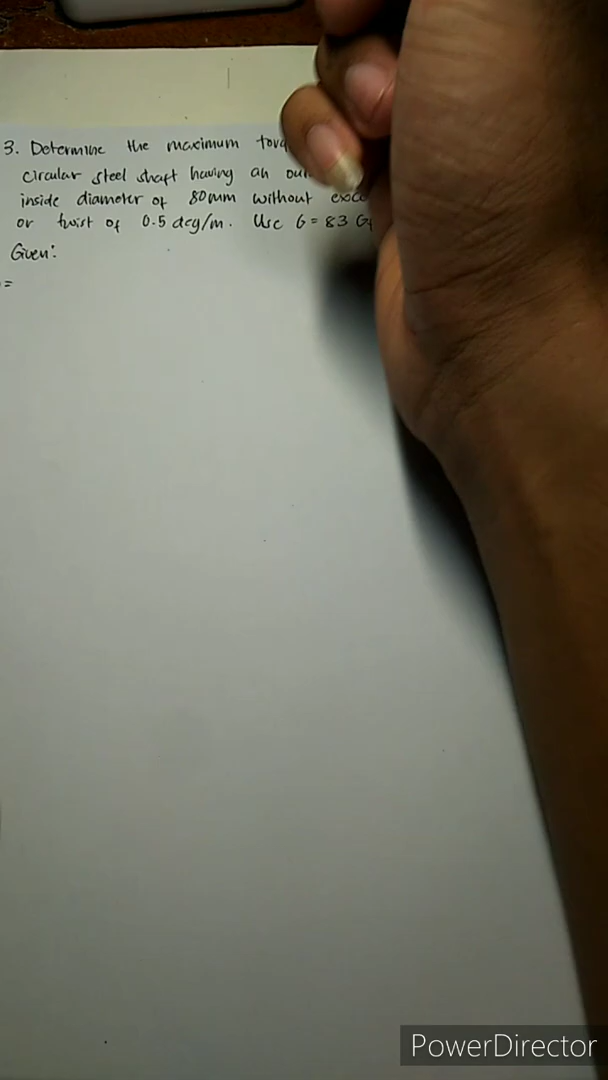 3. Determine the maximum
circular steel shaft having an
inside diameter of 80mm without
or twist of 0.5 deg/m. Use G = 83
Given:
=
PowerDirector